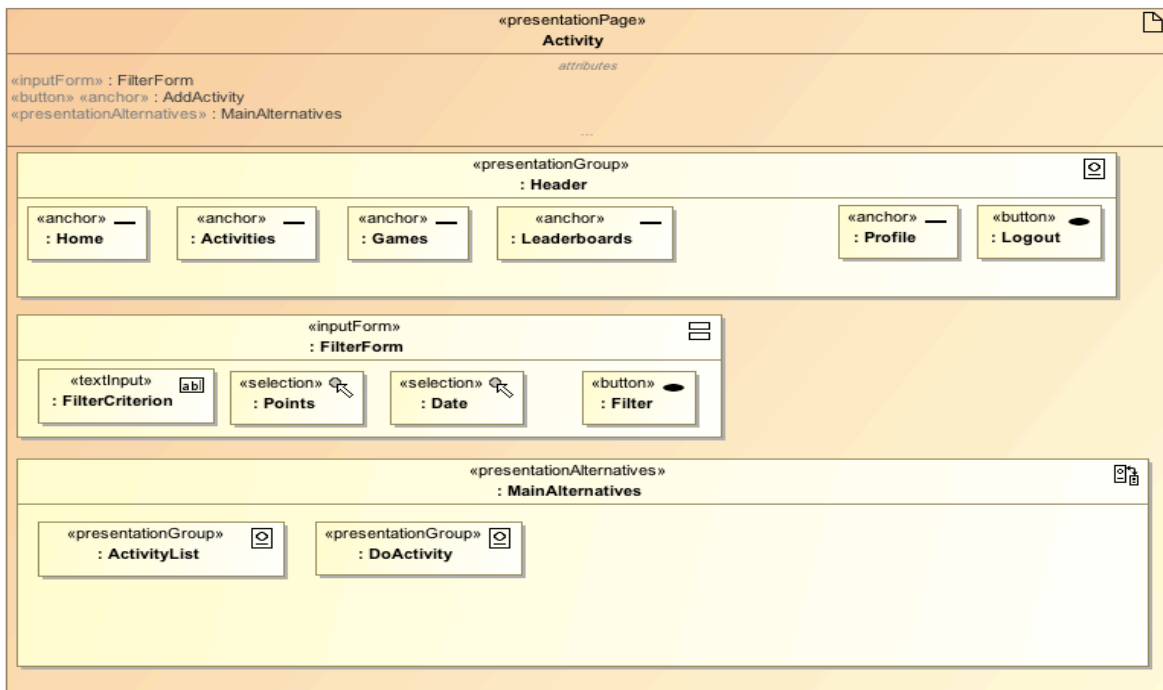 «presentationPage»
Activity
attributes
«inputForm» : FilterForm
«button» «anchor» : AddActivity
«presentationAlternatives» : MainAlternatives
...
«presentationGroup»
: Header
«anchor»
: Home
«anchor»
: Activities
«anchor»
: Games
«anchor»
: Leaderboards
«anchor»
: Profile
«button»
: Logout
«inputForm»
: FilterForm
«textInput»
ab
: FilterCriterion
«selection»
: Points
«selection»
: Date
«button»
: Filter
«presentationAlternatives»
: MainAlternatives
«presentationGroup»
: ActivityList
«presentationGroup»
: DoActivity